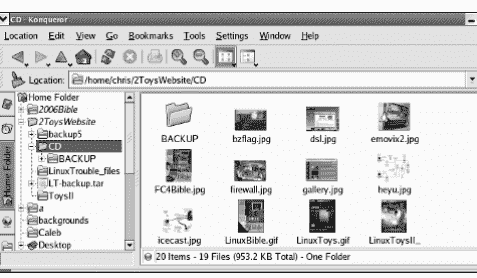 CD - Konqueror
Location Edit View Go Bookmarks Tools Settings Window Help
Location: /home/chris/2ToysWebsite/CD
Home Folder
2006Bible
2ToysWebsite
backup5
CD
BACKUP
LinuxTrouble_files
LT-backup.tar
ToysII
a
backgrounds
Caleb
Desktop
Home Folder
BACKUP bzflag.jpg dsl.jpg emovix2.jpg
FC4Bible.jpg firewall.jpg gallery.jpg heyu.jpg
icecast.jpg LinuxBible.gif LinuxToys.gif LinuxToysII_
20 Items - 19 Files (953.2 KB Total) - One Folder